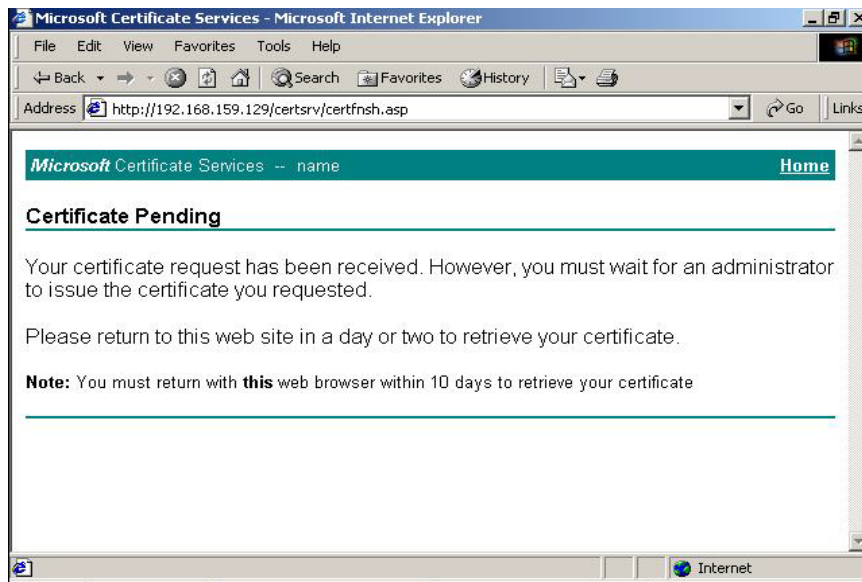 Microsoft Certificate Services - Microsoft Internet Explorer
File Edit View Favorites Tools Help
Back Search Favorites History
Address http://192.168.159.129/certsrv/certfnsh.asp Go Links
Microsoft Certificate Services -- name Home
Certificate Pending
Your certificate request has been received. However, you must wait for an administrator
to issue the certificate you requested.
Please return to this web site in a day or two to retrieve your certificate.
Note: You must return with this web browser within 10 days to retrieve your certificate
Internet